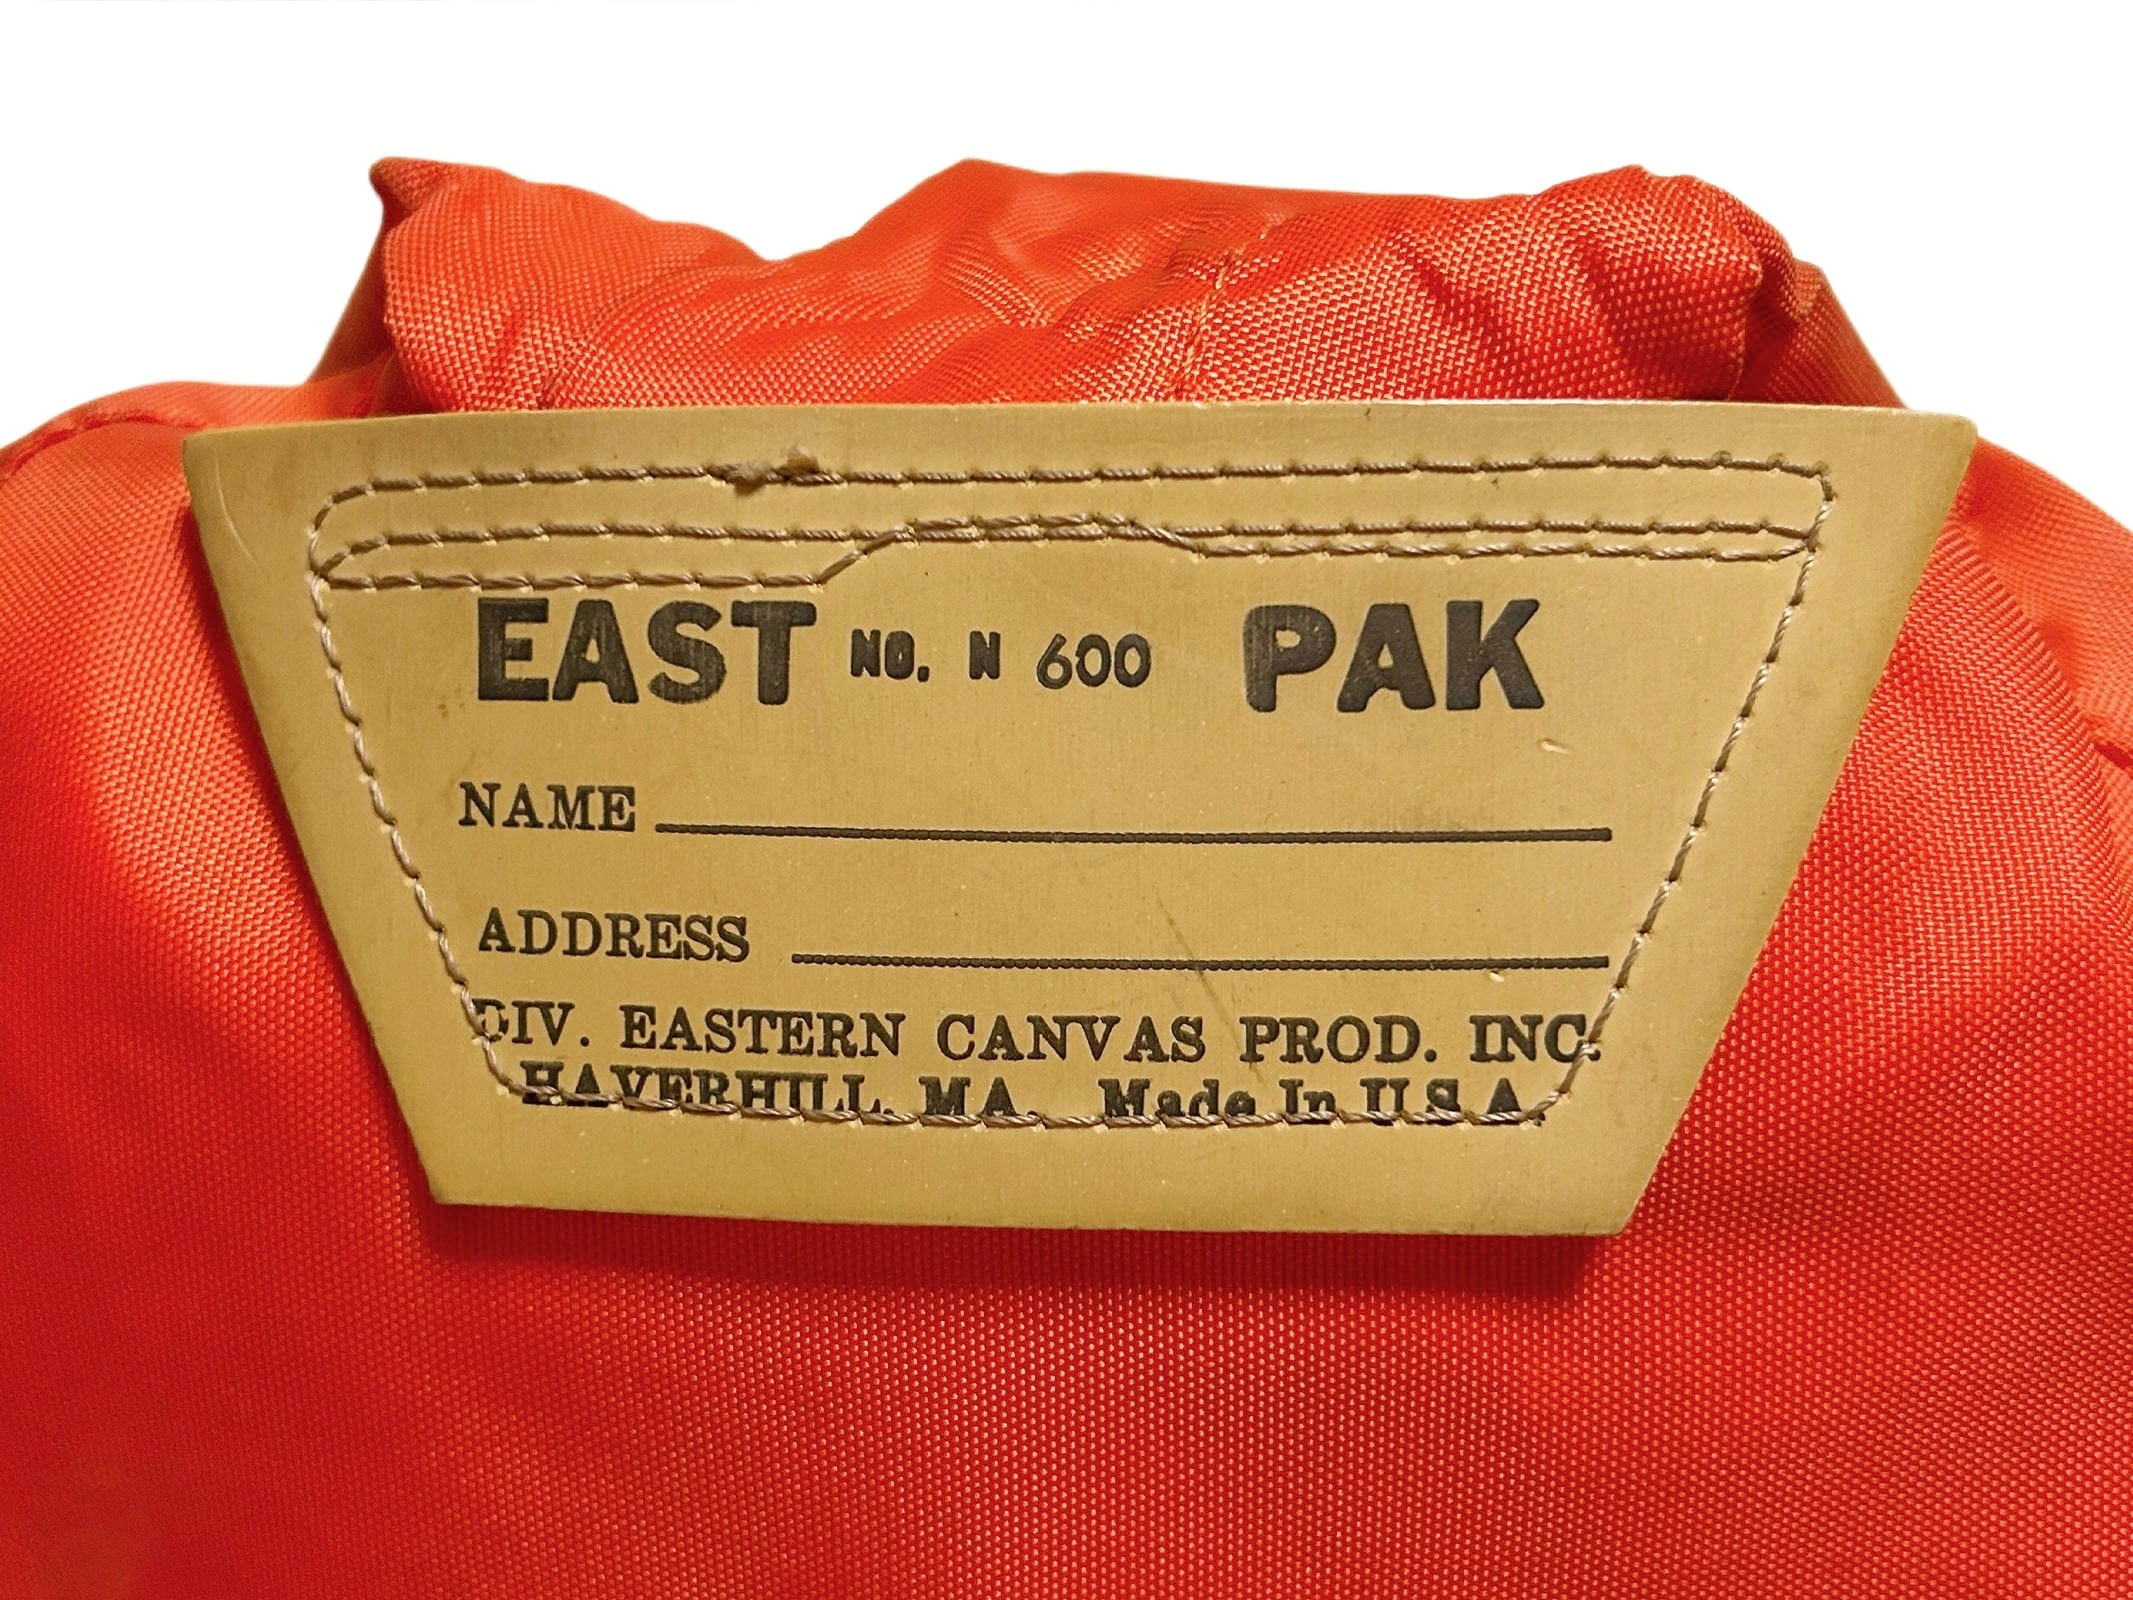 EAST NO. N 600 PAK
NAME
ADDRESS
DIV. EASTERN CANVAS PROD. INC.
HAVERHILL, MA. Made In U.S.A.